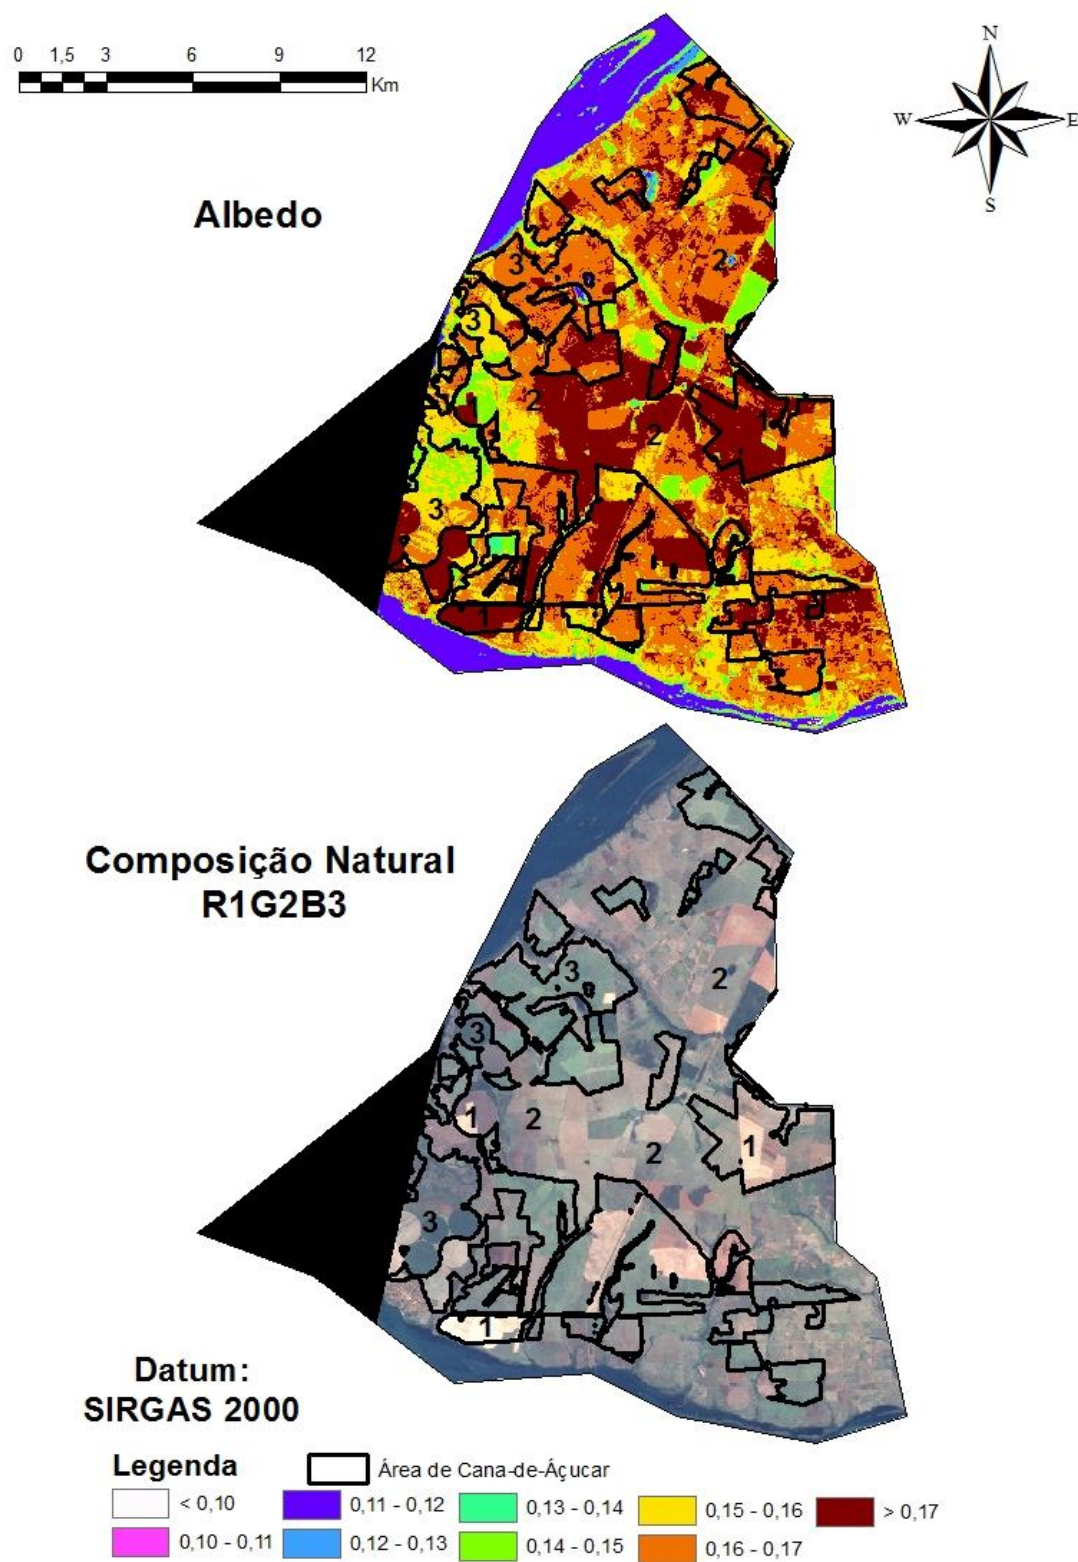 0 1,5 3 6 9 12
Km
N
W E
S
Albedo
2
3
3
2
1
1
2
3
1
Composição Natural
R1G2B3
3
2
3
1
2
1
2
3
1
Datum:
SIRGAS 2000
Legenda
Área de Cana-de-Áçucar
< 0,10
0,11 - 0,12
0,13 - 0,14
0,15 - 0,16
> 0,17
0,10 - 0,11
0,12 - 0,13
0,14 - 0,15
0,16 - 0,17